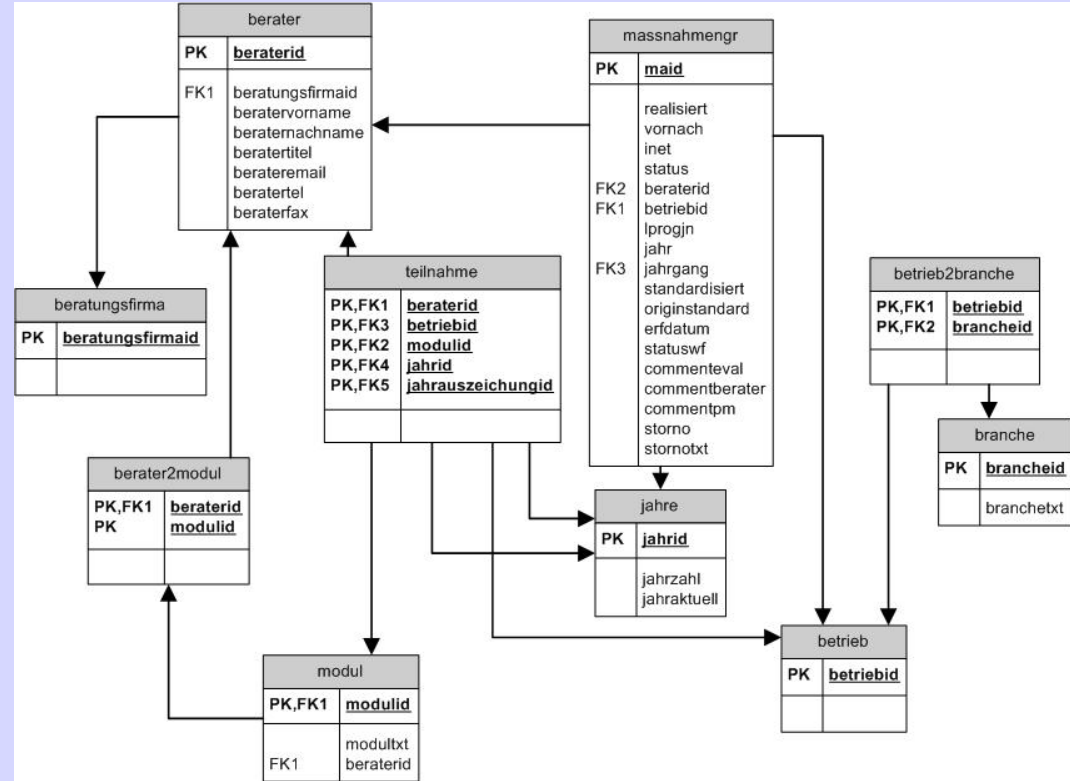 berater
PK beraterid
FK1 beratungsfirmaid
beratervorname
beraternachname
beratertitel
berateremail
beratertel
beraterfax
massnahmengr
PK maid
realisiert
vornach
inet
status
FK2 beraterid
FK1 betriebid
lprogjn
jahr
FK3 jahrgang
standardisiert
originstandard
erfdatum
statuswf
commenteval
commentberater
commentpm
storno
stornotxt
teilnahme
PK,FK1 beraterid
PK,FK3 betriebid
PK,FK2 modulid
PK,FK4 jahrid
PK,FK5 jahrauszeichungid
betrieb2branche
PK,FK1 betriebid
PK,FK2 brancheid
beratungsfirma
PK beratungsfirmaid
branche
PK brancheid
branchetxt
berater2modul
PK,FK1 beraterid
PK modulid
jahre
PK jahrid
jahrzahl
jahraktuell
betrieb
PK betriebid
modul
PK,FK1 modulid
modultxt
FK1 beraterid